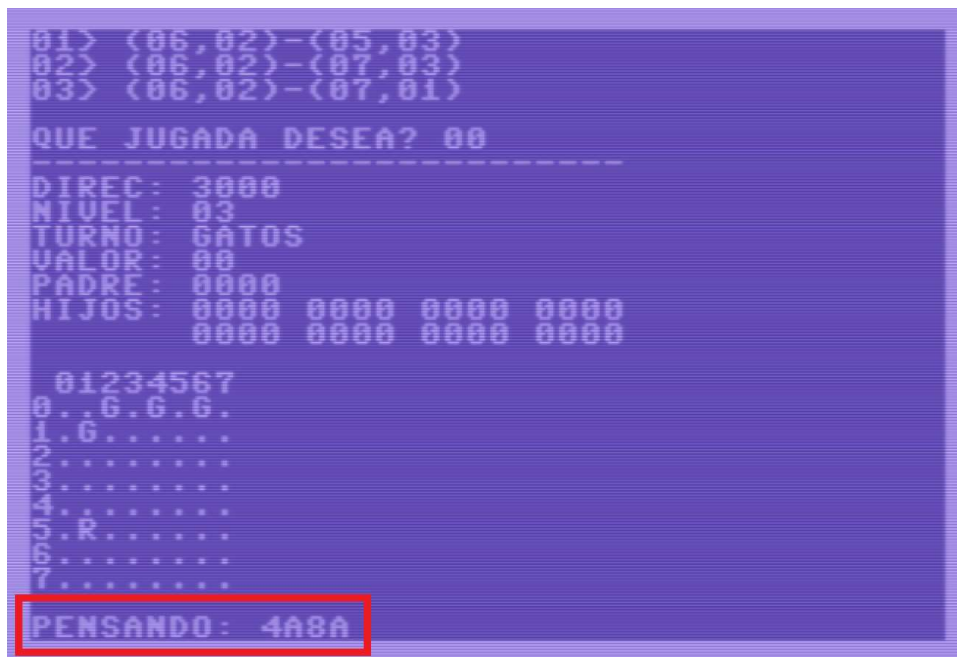 01> (06,02)-(05,03)
02> (06,02)-(07,03)
03> (06,02)-(07,01)
QUE JUGADA DESEA? 00
--------------------------
DIREC: 3000
NIVEL: 03
TURNO: GATOS
VALOR: 00
PADRE: 0000
HIJOS: 0000 0000 0000 0000
0000 0000 0000 0000
01234567
0..G.G.G.
1.G......
2........
3........
4........
5.R......
6........
7........
PENSANDO: 4A8A